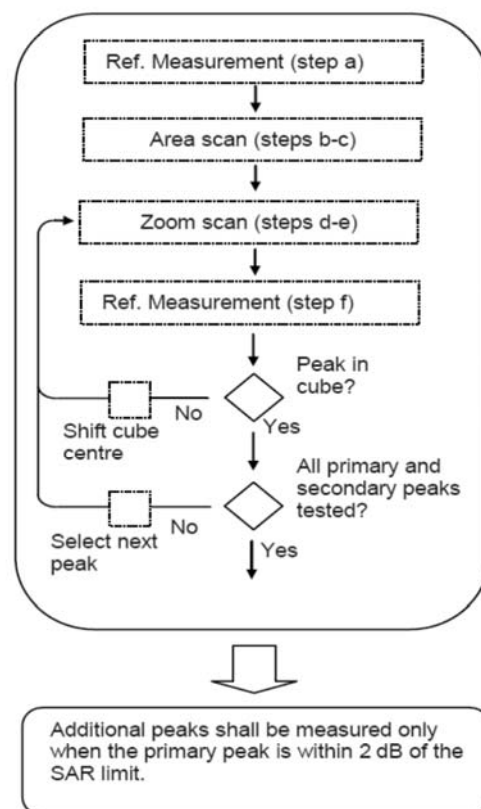 Ref. Measurement (step a)
Area scan (steps b-c)
Zoom scan (steps d-e)
Ref. Measurement (step f)
Peak in
cube?
No
Yes
Shift cube
centre
All primary and
secondary peaks
tested?
No
Yes
Select next
peak
Additional peaks shall be measured only
when the primary peak is within 2 dB of the
SAR limit.